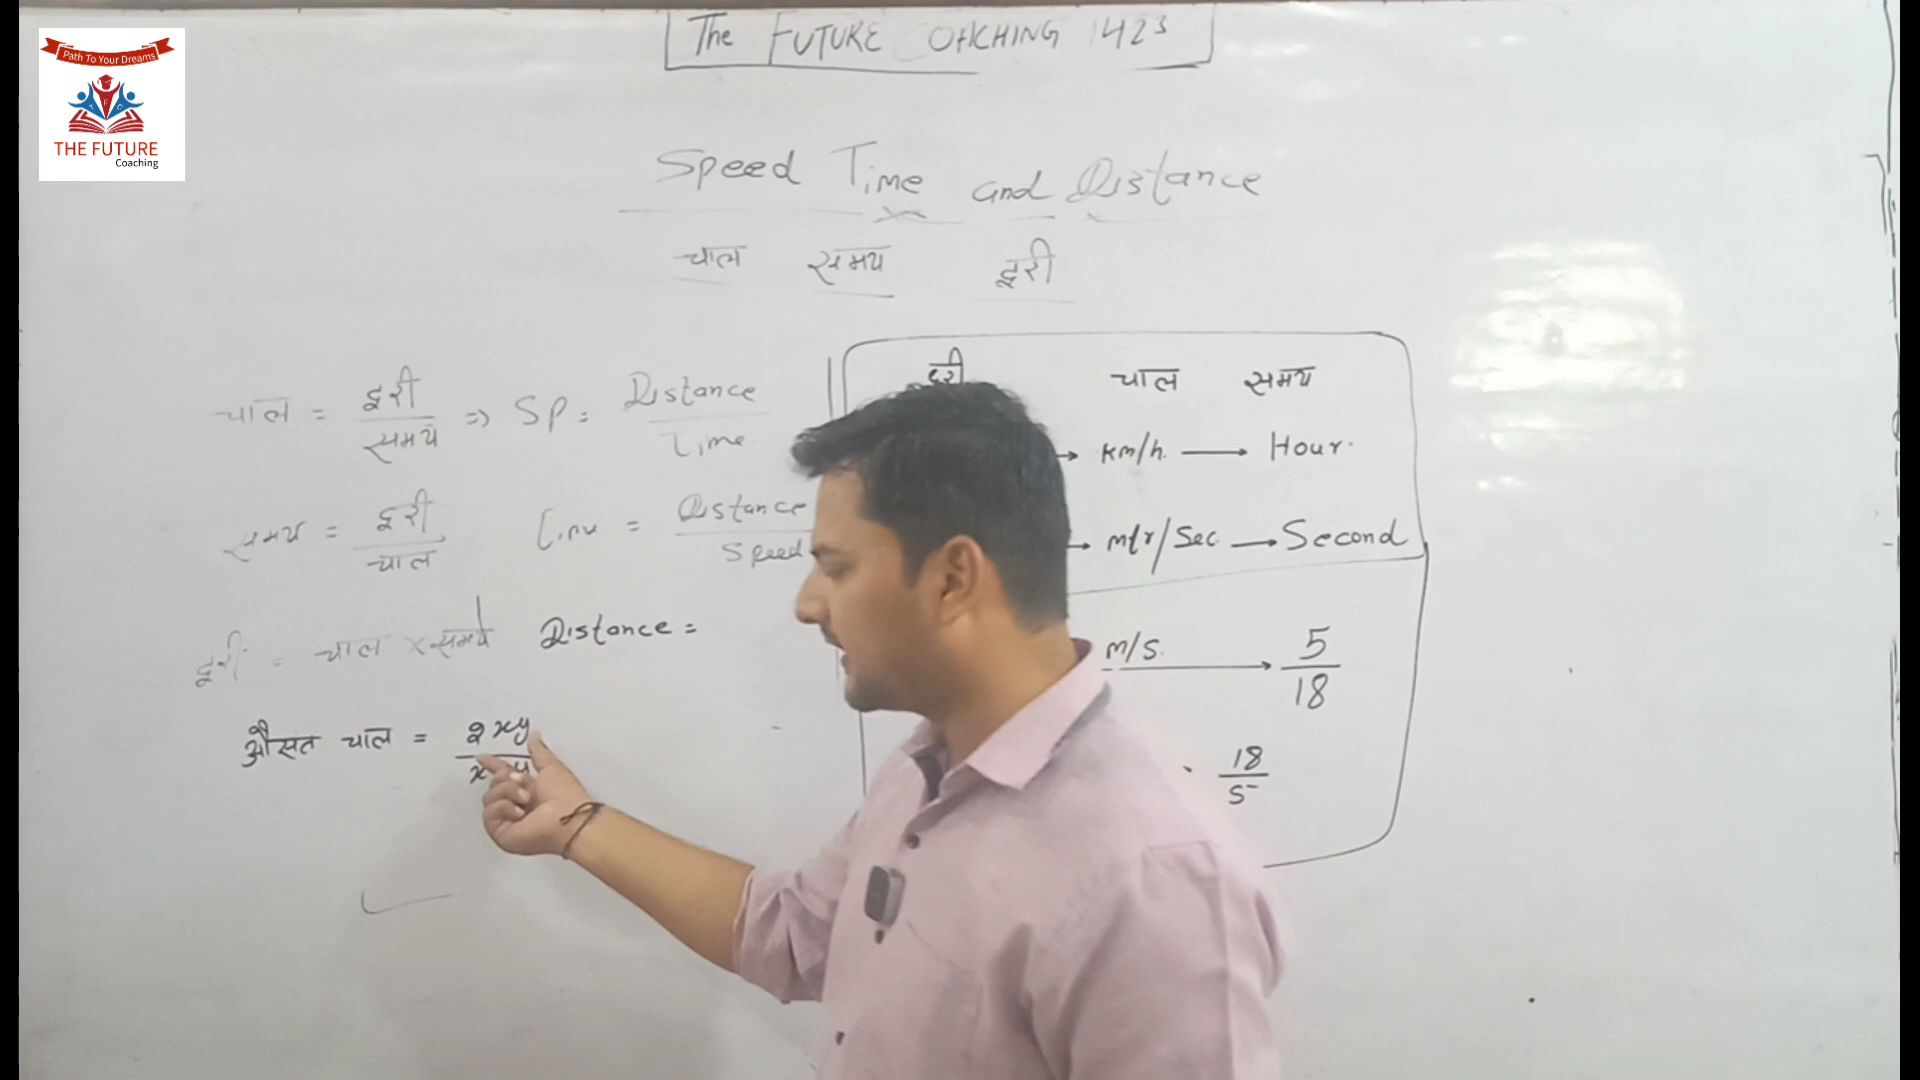 The FUTURE COACHING 1423
Path To Your Dreams
THE FUTURE
Coaching
Speed Time and Distance
चाल समय दूरी
चाल = दूरी / समय => SP = Distance / Time
समय = दूरी / चाल Time = Distance / Speed
दूरी = चाल x समय Distance =
औसत चाल = 2xy / x y
दूरी चाल समय
→ km/h. → Hour.
→ mtr/Sec. → Second
m/s. → 5/18
18/5